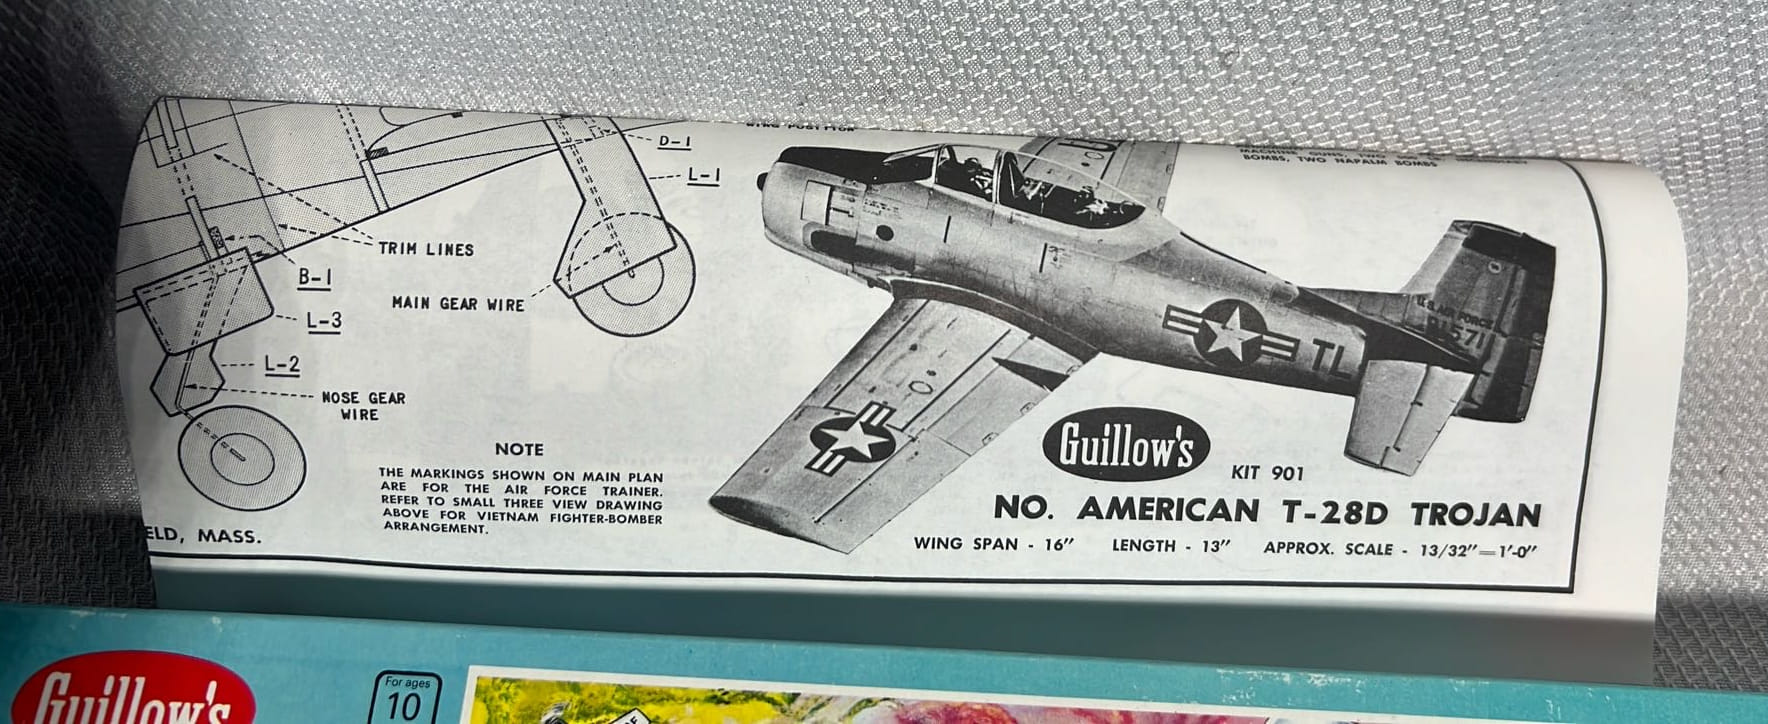 D-1
L-1
TRIM LINES
B-1
MAIN GEAR WIRE
L-3
L-2
NOSE GEAR
WIRE
NOTE
THE MARKINGS SHOWN ON MAIN PLAN
ARE FOR THE AIR FORCE TRAINER.
REFER TO SMALL THREE VIEW DRAWING
ABOVE FOR VIETNAM FIGHTER-BOMBER
ARRANGEMENT.
ELD, MASS.
WING POSITION
MACHINE GUNS, TWO
BOMBS, TWO NAPALM BOMBS
U.S. AIR FORCE
TL
Guillow's
KIT 901
NO. AMERICAN T-28D TROJAN
WING SPAN - 16" LENGTH - 13" APPROX. SCALE - 13/32"=1'-0"
Guillow's
For ages
10